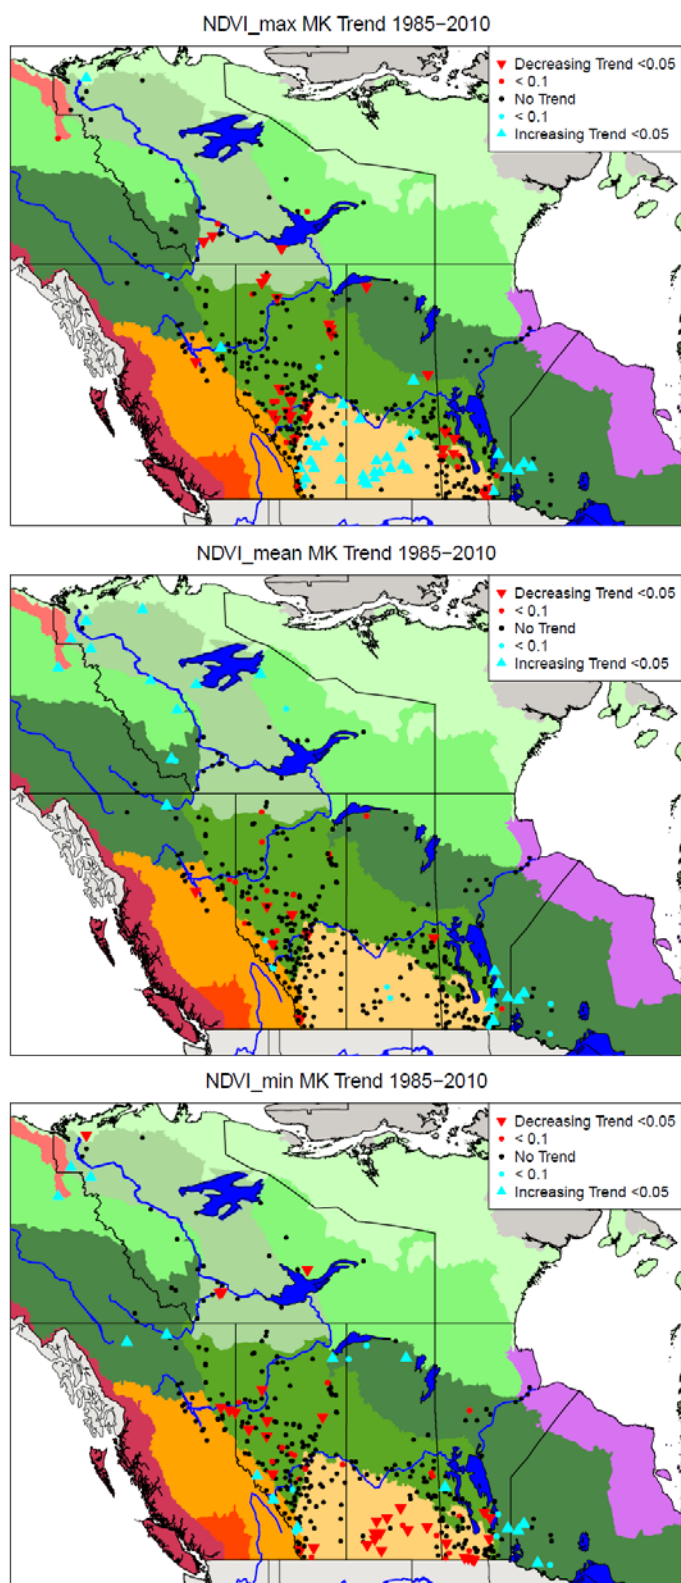 NDVI_max MK Trend 1985−2010
Decreasing Trend <0.05
< 0.1
No Trend
< 0.1
Increasing Trend <0.05
NDVI_mean MK Trend 1985−2010
Decreasing Trend <0.05
< 0.1
No Trend
< 0.1
Increasing Trend <0.05
NDVI_min MK Trend 1985−2010
Decreasing Trend <0.05
< 0.1
No Trend
< 0.1
Increasing Trend <0.05